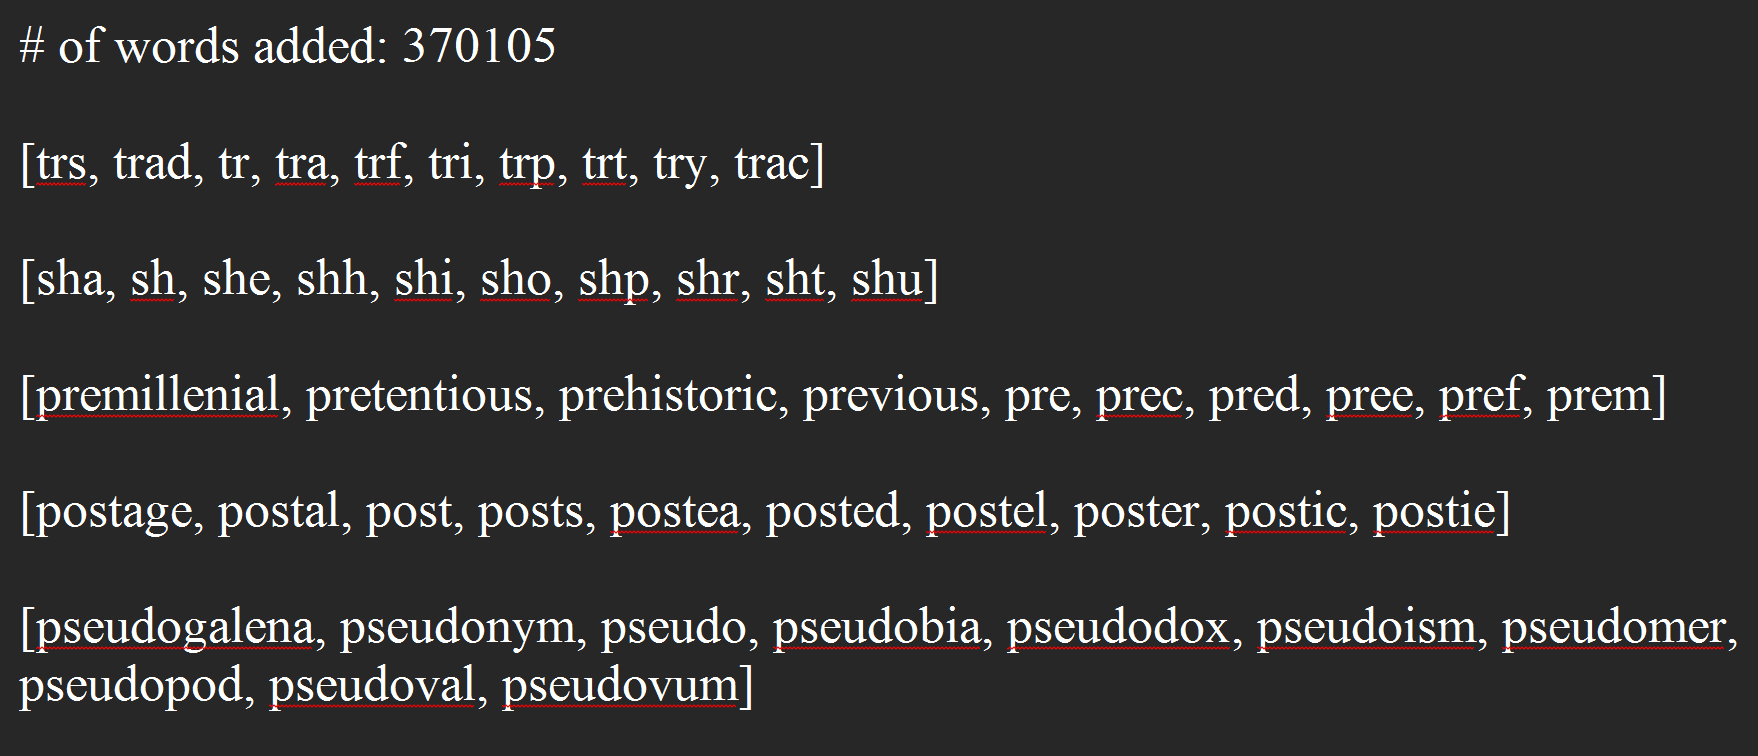 # of words added: 370105
[trs, trad, tr, tra, trf, tri, trp, trt, try, trac]
[sha, sh, she, shh, shi, sho, shp, shr, sht, shu]
[premillenial, pretentious, prehistoric, previous, pre, prec, pred, pree, pref, prem]
[postage, postal, post, posts, postea, posted, postel, poster, postic, postie]
[pseudogalena, pseudonym, pseudo, pseudobia, pseudodox, pseudoism, pseudomer,
pseudopod, pseudoval, pseudovum]